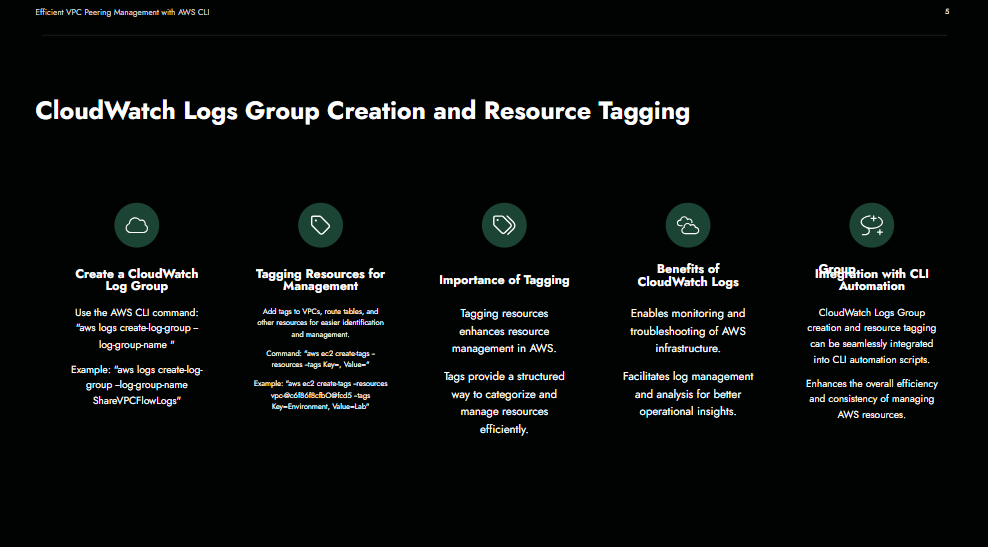 Efficient VPC Peering Management with AWS CLI
5
CloudWatch Logs Group Creation and Resource Tagging
Create a CloudWatch
Log Group
Use the AWS CLI command:
"aws logs create-log-group –
log-group-name "
Example: "aws logs create-log-
group –log-group-name
ShareVPCFlowLogs"
Tagging Resources for
Management
Add tags to VPCs, route tables, and
other resources for easier identification
and management.
Command: "aws ec2 create-tags –
resources –tags Key=, Value="
Example: "aws ec2 create-tags –resources
–tags
Key=Environment, Value=Lab"
Importance of Tagging
Tagging resources
enhances resource
management in AWS.
Tags provide a structured
way to categorize and
manage resources
efficiently.
Benefits of
CloudWatch Logs
Enables monitoring and
troubleshooting of AWS
infrastructure.
Facilitates log management
and analysis for better
operational insights.
Group
Integration with CLI
Automation
CloudWatch Logs Group
creation and resource tagging
can be seamlessly integrated
into CLI automation scripts.
Enhances the overall efficiency
and consistency of managing
AWS resources.